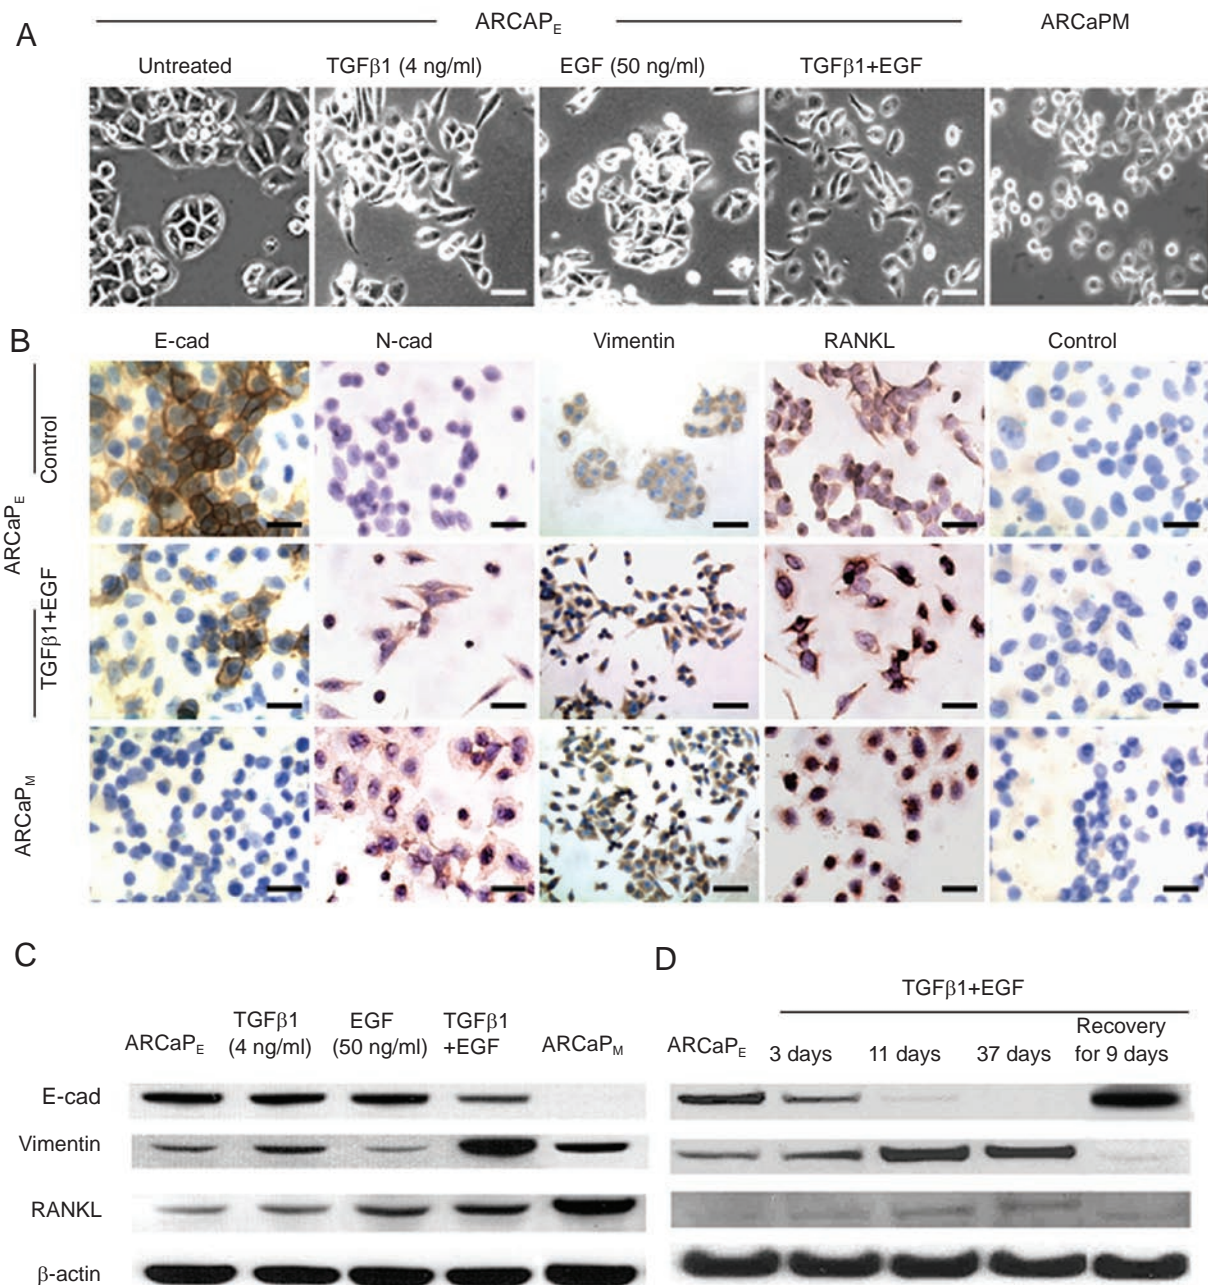 A
ARCAPE
ARCaPM
Untreated
TGFβ1 (4 ng/ml)
EGF (50 ng/ml)
TGFβ1+EGF
B
E-cad
N-cad
Vimentin
RANKL
Control
ARCaPE
Control
TGFβ1+EGF
ARCaPM
C
ARCaPE
TGFβ1
(4 ng/ml)
EGF
(50 ng/ml)
TGFβ1
+EGF
ARCaPM
E-cad
Vimentin
RANKL
β-actin
D
TGFβ1+EGF
ARCaPE
3 days
11 days
37 days
Recovery
for 9 days